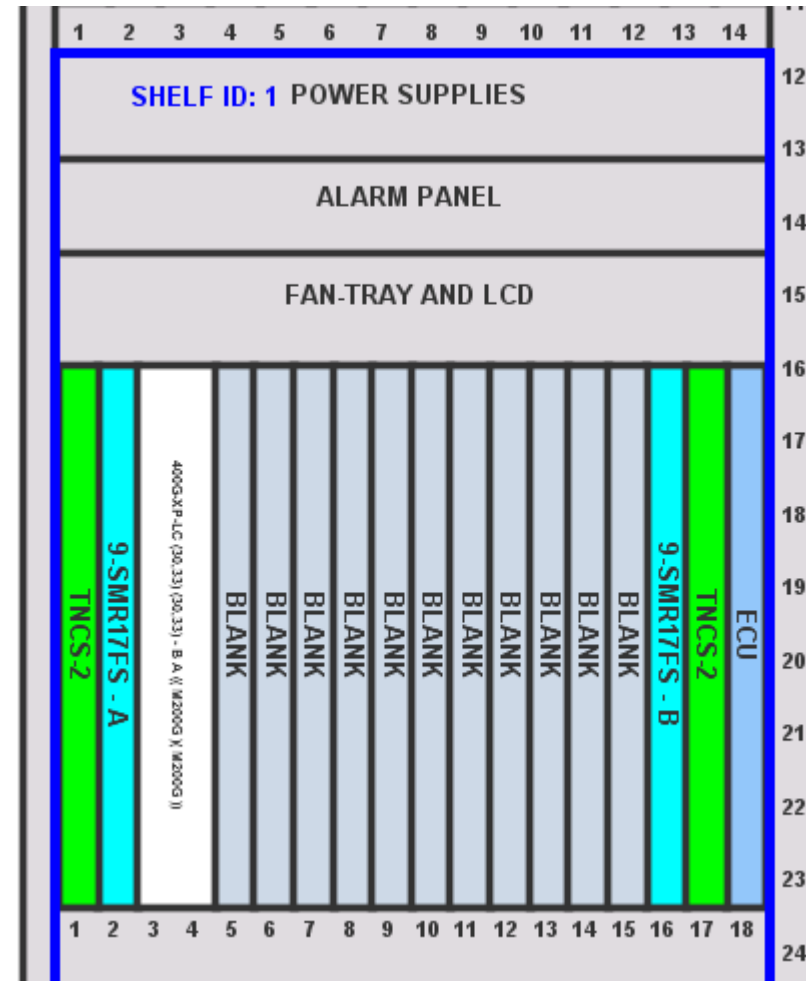 1 2 3 4 5 6 7 8 9 10 11 12 13 14
SHELF ID: 1 POWER SUPPLIES
12
13
ALARM PANEL
14
FAN-TRAY AND LCD
15
16
17
18
19
20
21
22
23
24
TNCS-2
9-SMR17FS - A
400G-XP-LC (30,33) (30,33) - B A (( M200G )( M200G ))
BLANK
BLANK
BLANK
BLANK
BLANK
BLANK
BLANK
BLANK
BLANK
BLANK
BLANK
9-SMR17FS - B
TNCS-2
ECU
1 2 3 4 5 6 7 8 9 10 11 12 13 14 15 16 17 18